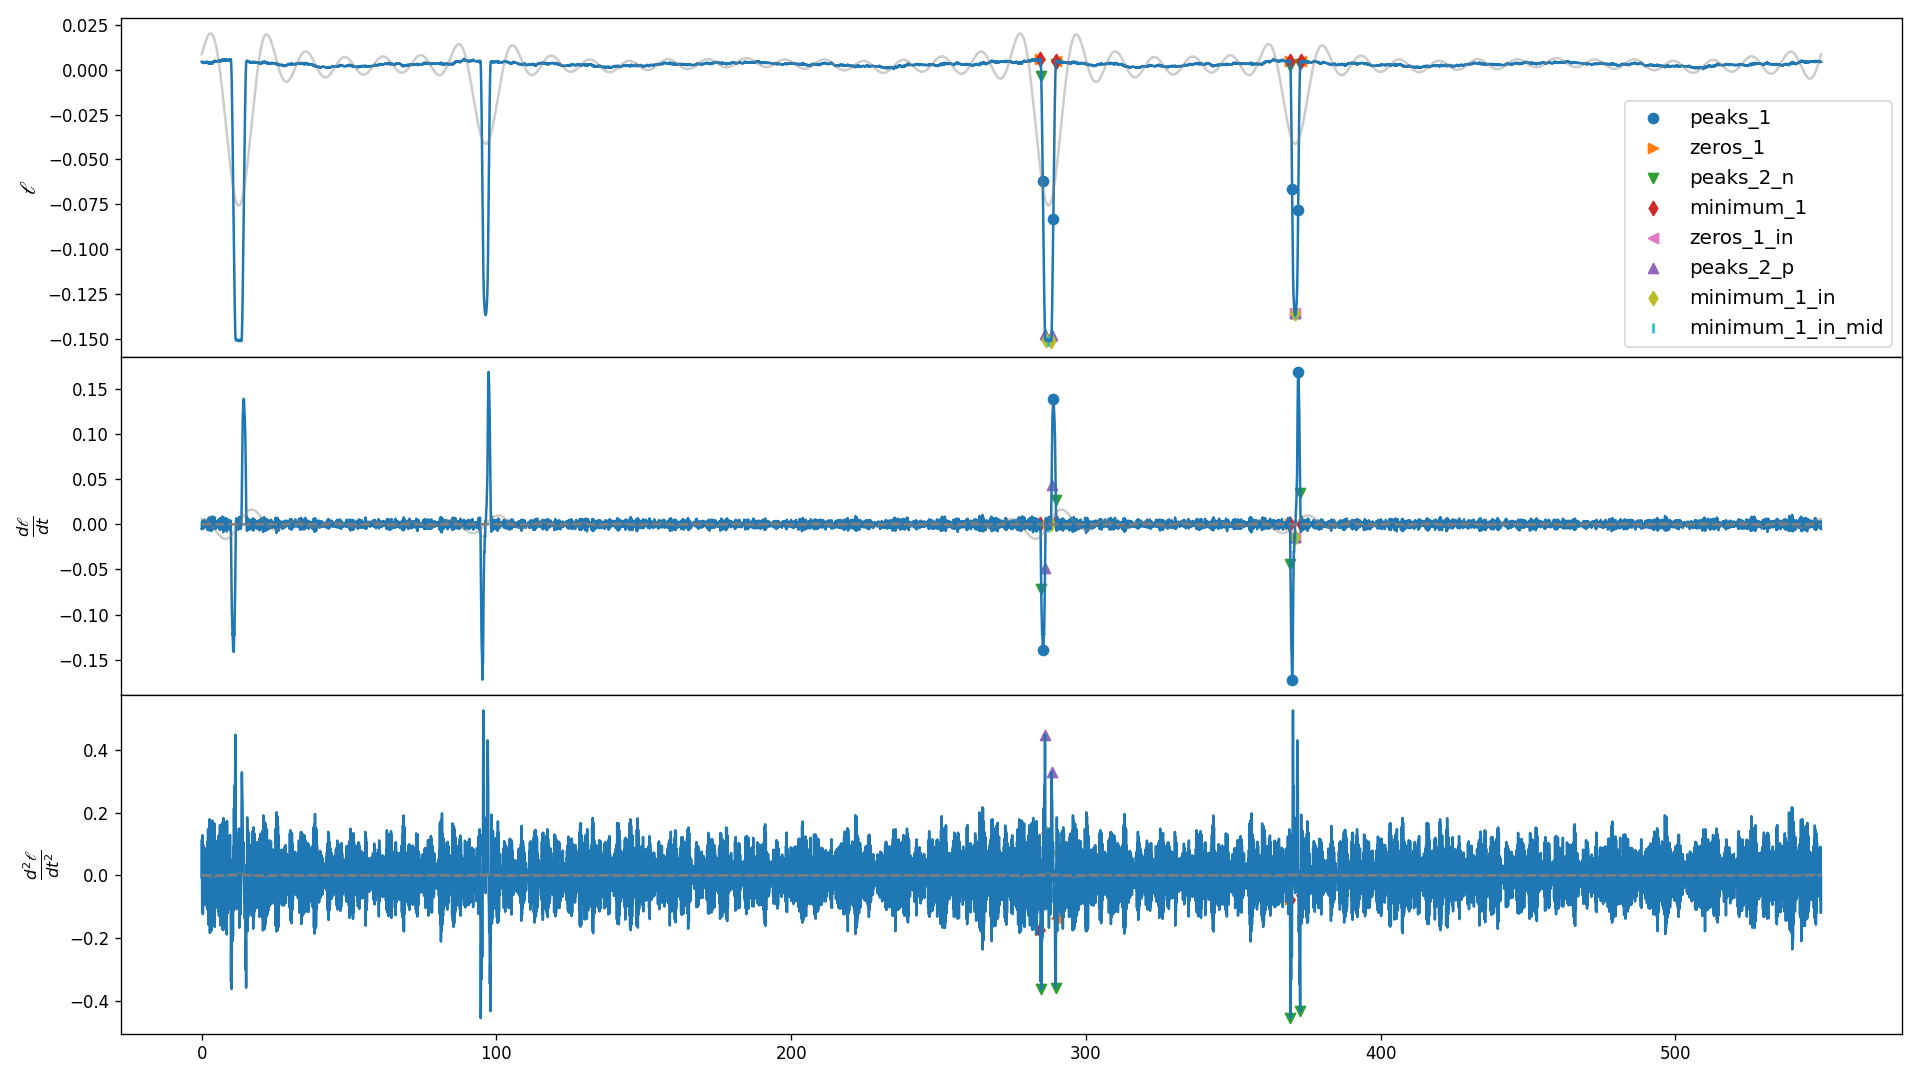 0.025
0.000
−0.025
−0.050
−0.075
−0.100
−0.125
−0.150
ℓ
peaks_1
zeros_1
peaks_2_n
minimum_1
zeros_1_in
peaks_2_p
minimum_1_in
minimum_1_in_mid
0.15
0.10
0.05
0.00
−0.05
−0.10
−0.15
dℓ
dt
0.4
0.2
0.0
−0.2
−0.4
d²ℓ
dt²
0 100 200 300 400 500